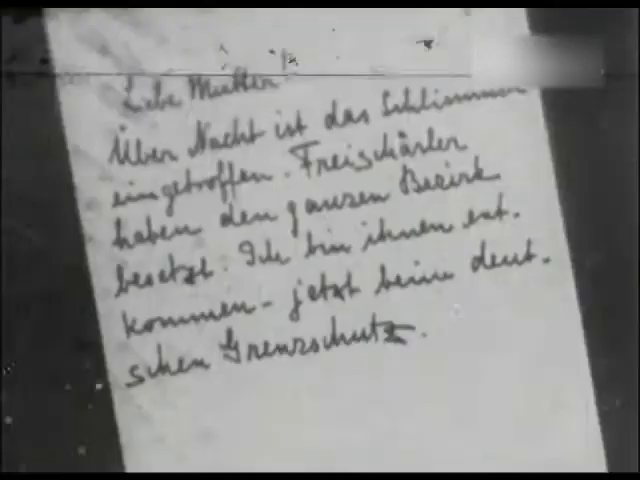 Liebe Mutter
Über Nacht ist das Schlimmste
eingetroffen. Freischärler
haben den ganzen Bezirk
besetzt. Ich bin ihnen ent-
kommen - jetzt beim deut-
schen Grenzschutz.